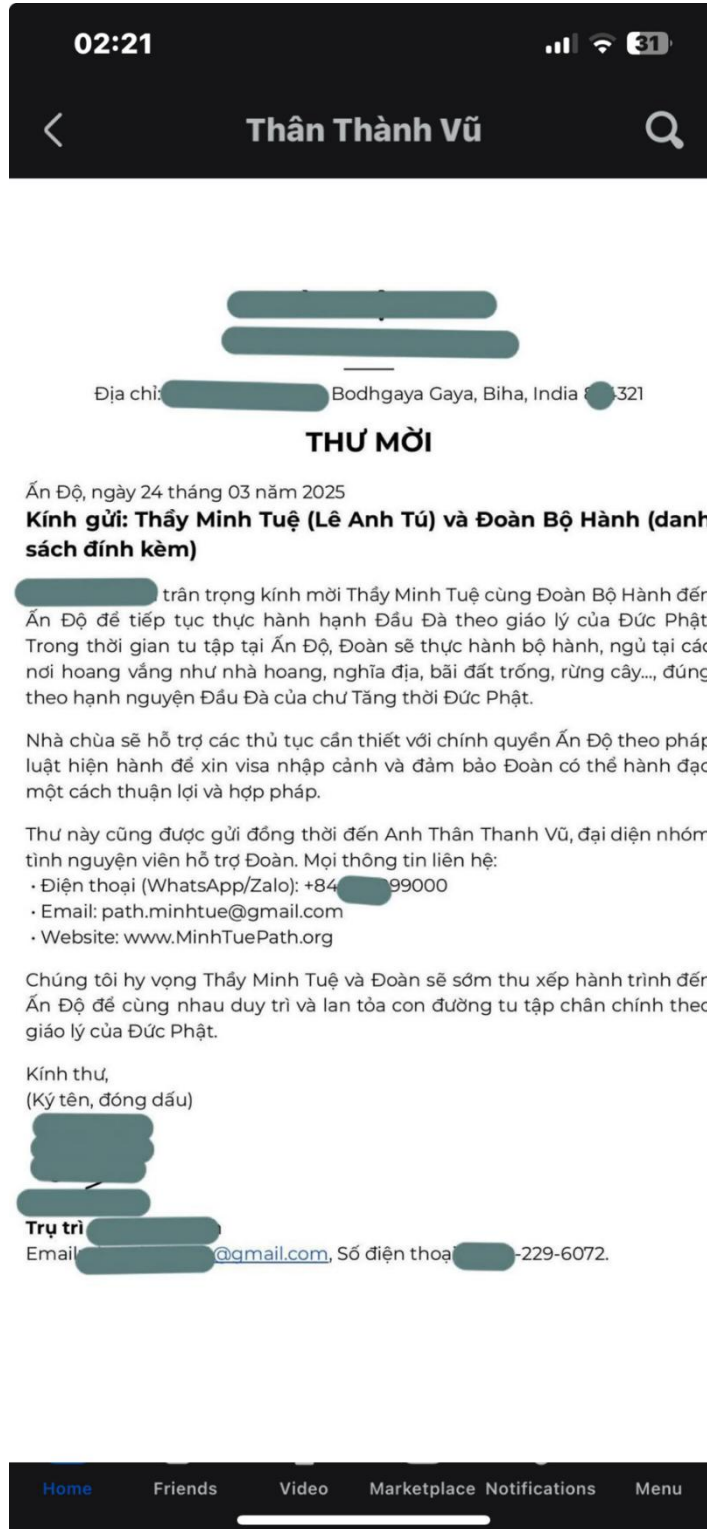 02:21
31
Thân Thành Vũ
Địa chỉ: Bodhgaya Gaya, Biha, India 8 4321
THƯ MỜI
Ấn Độ, ngày 24 tháng 03 năm 2025
Kính gửi: Thầy Minh Tuệ (Lê Anh Tú) và Đoàn Bộ Hành (danh
sách đính kèm)
trân trọng kính mời Thầy Minh Tuệ cùng Đoàn Bộ Hành đến
Ấn Độ để tiếp tục thực hành hạnh Đầu Đà theo giáo lý của Đức Phật
Trong thời gian tu tập tại Ấn Độ, Đoàn sẽ thực hành bộ hành, ngủ tại các
nơi hoang vắng như nhà hoang, nghĩa địa, bãi đất trống, rừng cây..., đúng
theo hạnh nguyện Đầu Đà của chư Tăng thời Đức Phật.
Nhà chùa sẽ hỗ trợ các thủ tục cần thiết với chính quyền Ấn Độ theo pháp
luật hiện hành để xin visa nhập cảnh và đảm bảo Đoàn có thể hành đạo
một cách thuận lợi và hợp pháp.
Thư này cũng được gửi đồng thời đến Anh Thân Thanh Vũ, đại diện nhóm
tình nguyện viên hỗ trợ Đoàn. Mọi thông tin liên hệ:
• Điện thoại (WhatsApp/Zalo): +84 99000
• Email: path.minhtue@gmail.com
• Website: www.MinhTuePath.org
Chúng tôi hy vọng Thầy Minh Tuệ và Đoàn sẽ sớm thu xếp hành trình đến
Ấn Độ để cùng nhau duy trì và lan tỏa con đường tu tập chân chính theo
giáo lý của Đức Phật.
Kính thư,
(Ký tên, đóng dấu)
Trụ trì
Email @gmail.com, Số điện thoại -229-6072.
Home Friends Video Marketplace Notifications Menu